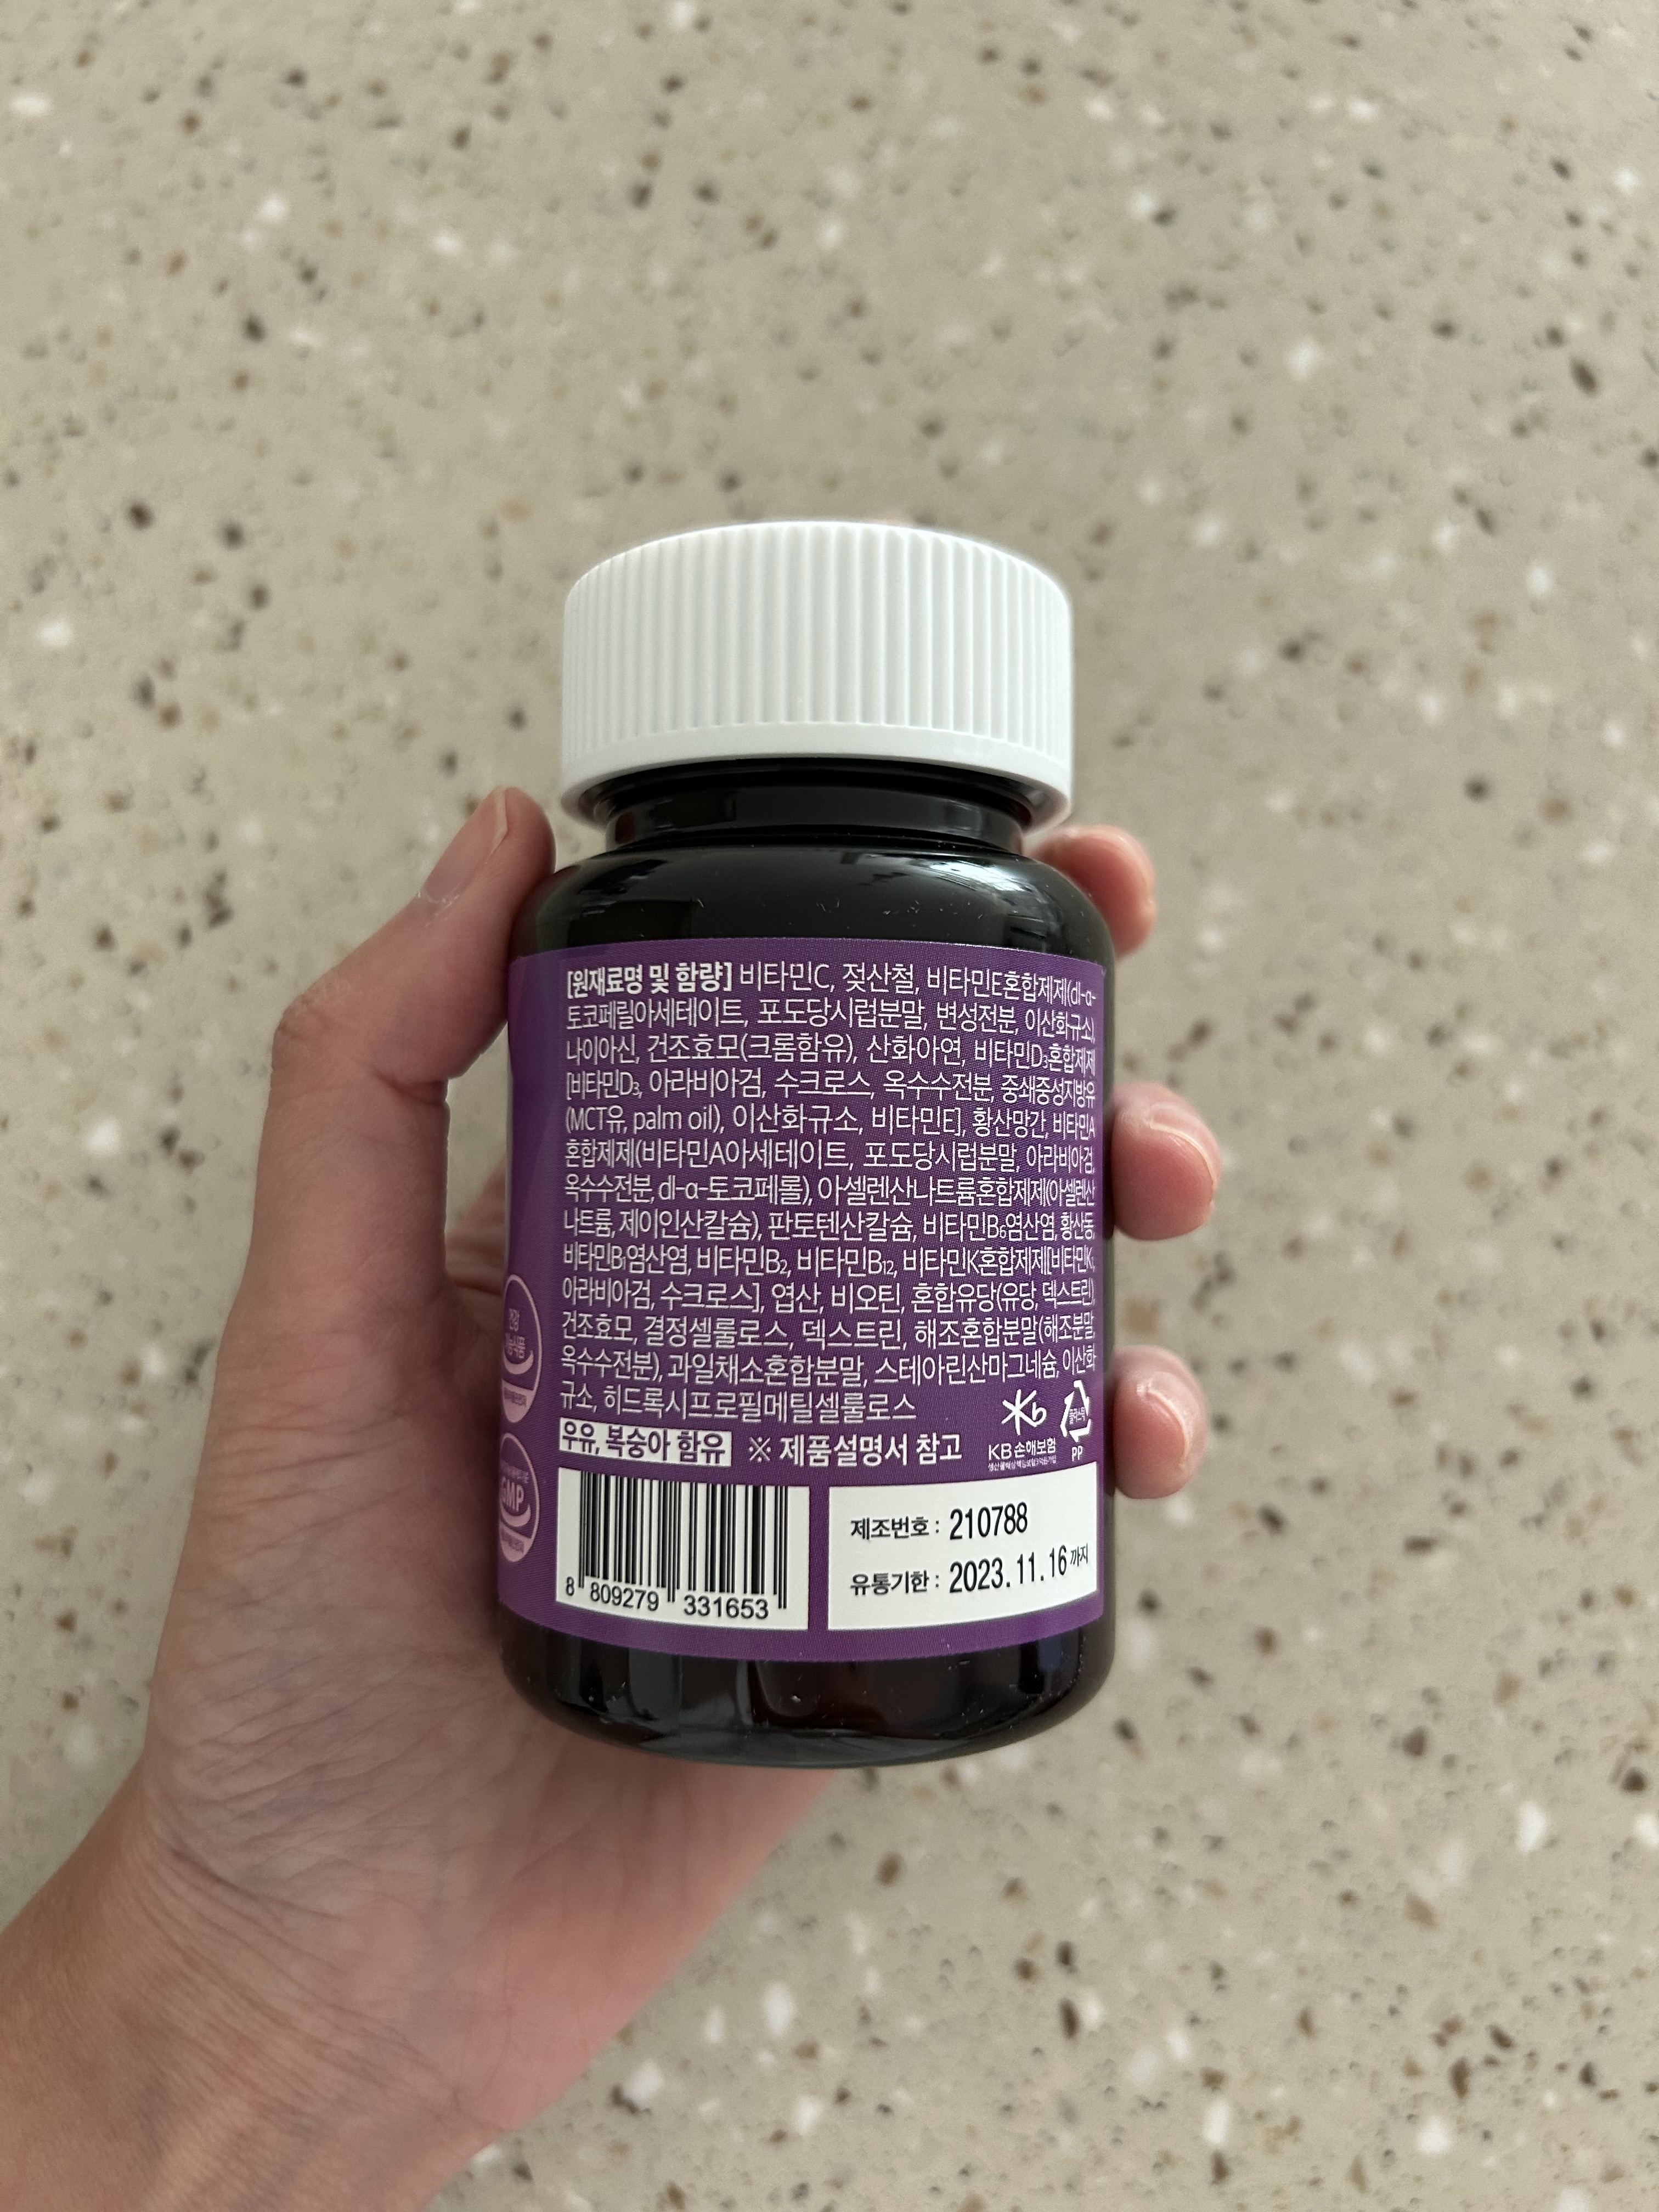 [원재료명 및 함량] 비타민C, 젖산철, 비타민E혼합제제(dl-α-
토코페릴아세테이트, 포도당시럽분말, 변성전분, 이산화규소),
나이아신, 건조효모(크롬함유), 산화아연, 비타민D₃혼합제제
[비타민D₃, 아라비아검, 수크로스, 옥수수전분, 중쇄중성지방유
(MCT유, palm oil), 이산화규소, 비타민E], 황산망간, 비타민A
혼합제제(비타민A아세테이트, 포도당시럽분말, 아라비아검,
옥수수전분, dl-α-토코페롤), 아셀렌산나트륨혼합제제(아셀렌산
나트륨, 제이인산칼슘), 판토텐산칼슘, 비타민B₆염산염, 황산동,
비타민B₁염산염, 비타민B₂, 비타민B₁₂, 비타민K혼합제제[비타민K₁,
아라비아검, 수크로스], 엽산, 비오틴, 혼합유당(유당, 덱스트린),
건조효모, 결정셀룰로스, 덱스트린, 해조혼합분말(해조분말,
옥수수전분), 과일채소혼합분말, 스테아린산마그네슘, 이산화
규소, 히드록시프로필메틸셀룰로스
우유, 복숭아 함유 ※ 제품설명서 참고
KB손해보험
플라스틱
PP
GMP
8 809279 331653
제조번호 : 210788
유통기한 : 2023.11.16 까지